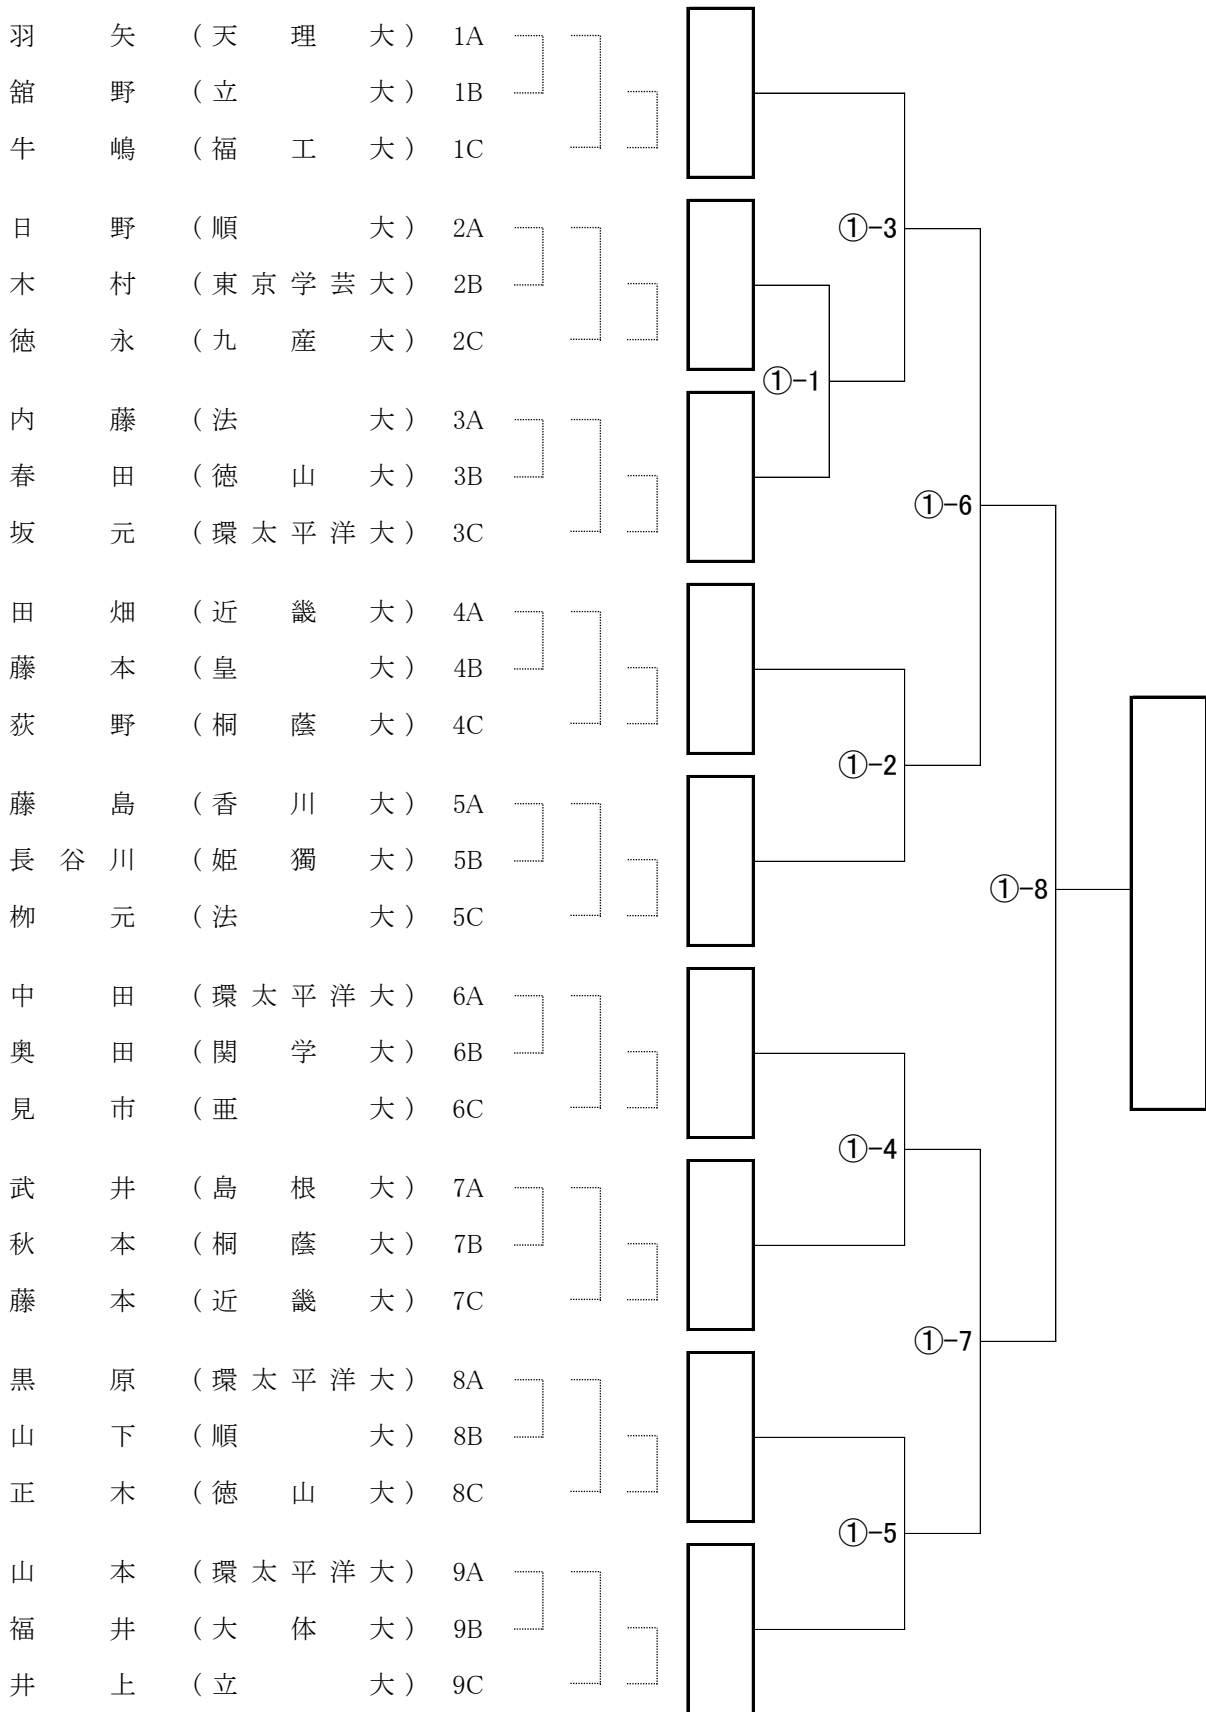 羽矢（天理大） 1A
舘野（立大） 1B
牛嶋（福工大） 1C
日野（順大） 2A
木村（東京学芸大） 2B
徳永（九産大） 2C
内藤（法大） 3A
春田（徳山大） 3B
坂元（環太平洋大） 3C
田畑（近畿大） 4A
藤本（皇大） 4B
荻野（桐蔭大） 4C
藤島（香川大） 5A
長谷川（姫獨大） 5B
栁元（法大） 5C
中田（環太平洋大） 6A
奥田（関学大） 6B
見市（亜大） 6C
武井（島根大） 7A
秋本（桐蔭大） 7B
藤本（近畿大） 7C
黒原（環太平洋大） 8A
山下（順大） 8B
正木（徳山大） 8C
山本（環太平洋大） 9A
福井（大体大） 9B
井上（立大） 9C
①-3
①-1
①-6
①-2
①-8
①-4
①-7
①-5